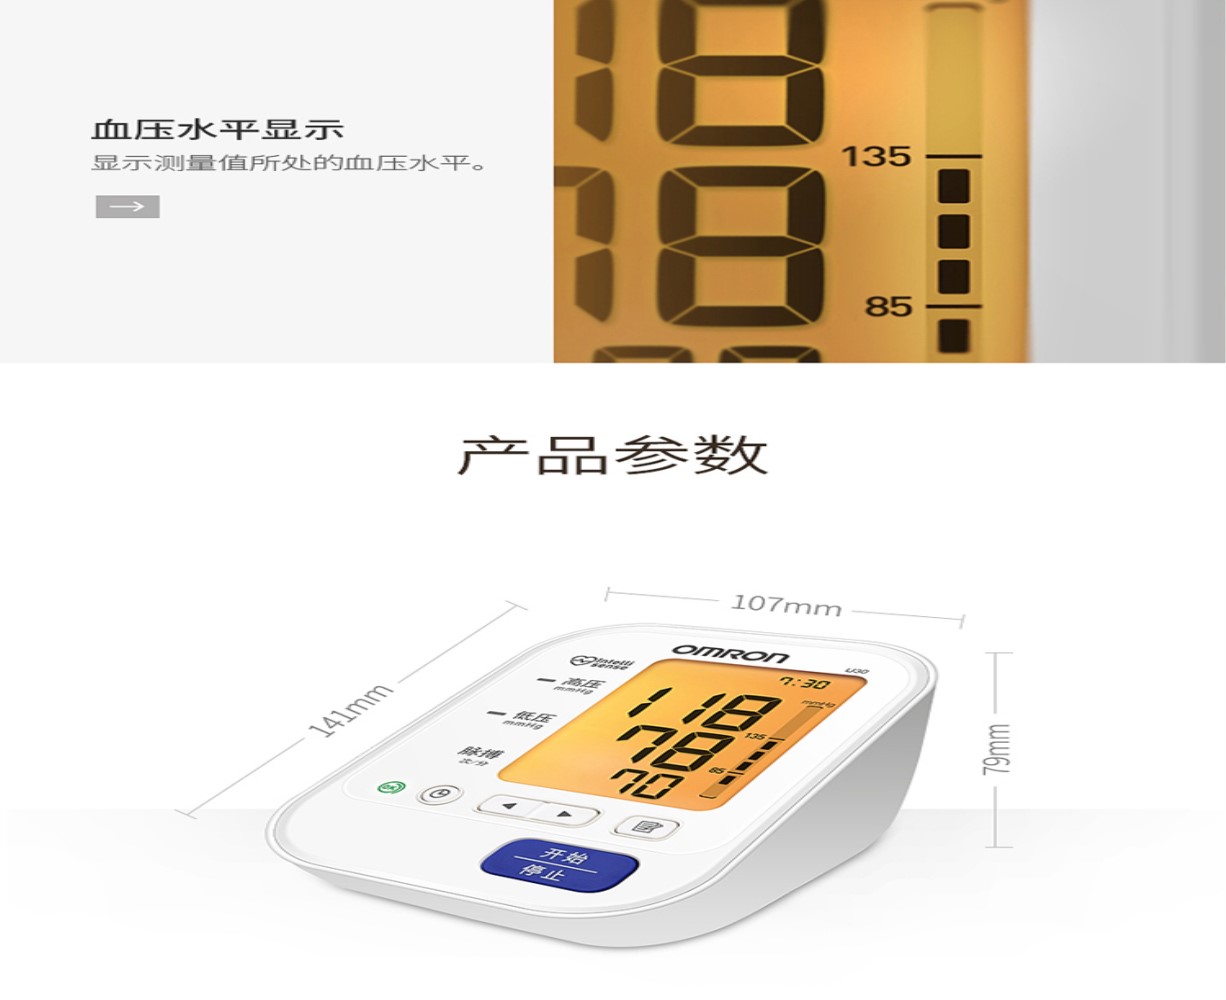 血压水平显示
显示测量值所处的血压水平。
135
85
产品参数
107mm
141mm
79mm
OMRON
U30
intelli
sense
7:30
高压
mmHg
118
mmHg
低压
mmHg
78
135
脉搏
次/分
70
85
OK
开始
停止